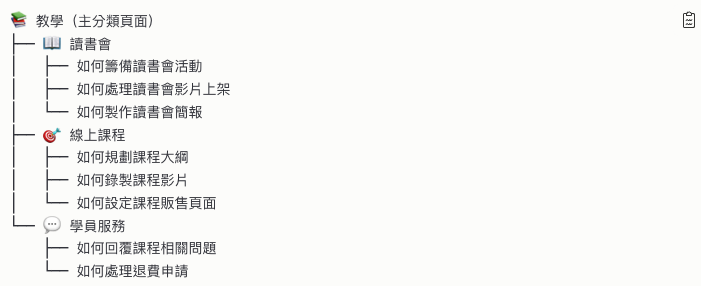 📚 教學（主分類頁面）
├── 📖 讀書會
│   ├── 如何籌備讀書會活動
│   ├── 如何處理讀書會影片上架
│   └── 如何製作讀書會簡報
├── 🎯 線上課程
│   ├── 如何規劃課程大綱
│   ├── 如何錄製課程影片
│   └── 如何設定課程販售頁面
└── 💬 學員服務
    ├── 如何回覆課程相關問題
    └── 如何處理退費申請